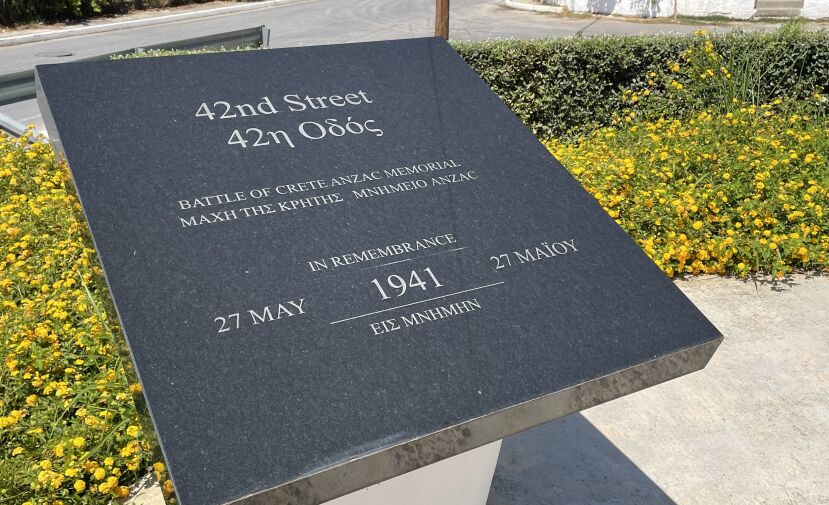 42nd Street
42η Οδός
BATTLE OF CRETE ANZAC MEMORIAL
ΜΑΧΗ ΤΗΣ ΚΡΗΤΗΣ ΜΝΗΜΕΙΟ ANZAC
IN REMEMBRANCE
27 MAY 1941 27 ΜΑΪΟΥ
ΕΙΣ ΜΝΗΜΗΝ